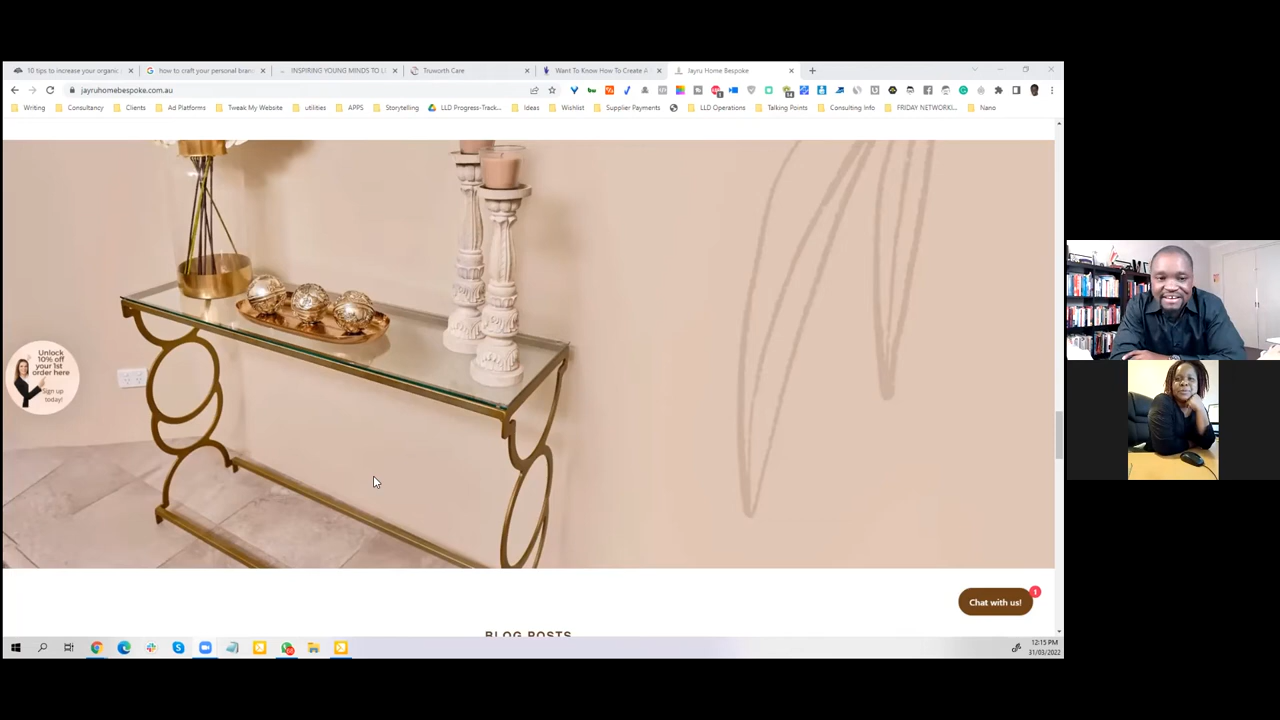 10 tips to increase your organic
how to craft your personal bran
INSPIRING YOUNG MINDS TO LI
Truworth Care
Want To Know How To Create A
Jayru Home Bespoke
jayruhomebespoke.com.au
Writing
Consultancy
Clients
Ad Platforms
Tweak My Website
utilities
APPS
Storytelling
LLD Progress-Track...
Ideas
Wishlist
Supplier Payments
LLD Operations
Talking Points
Consulting Info
FRIDAY NETWORKI...
Nano
Unlock
10% off
your 1st
order here
Sign up
today!
Chat with us!
1
BLOG POSTS
12:15 PM
31/03/2022